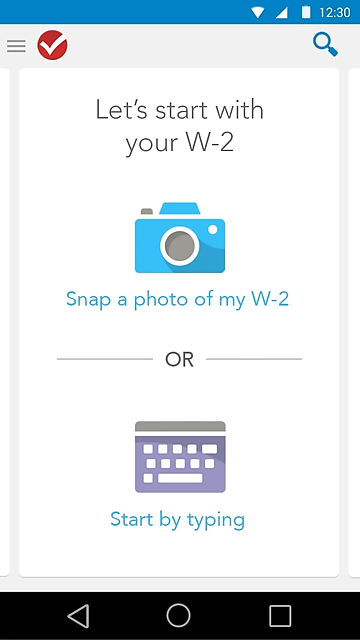 12:30
Let’s start with
your W-2
Snap a photo of my W-2
OR
Start by typing